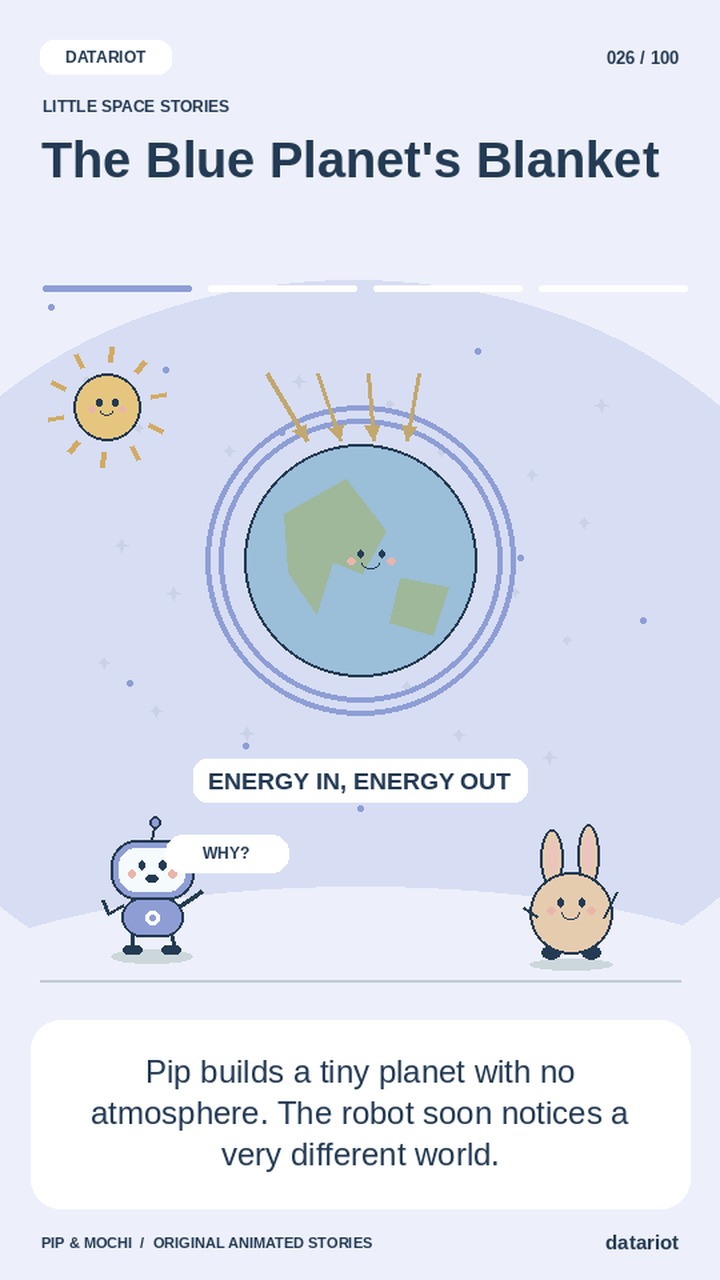 DATARIOT
026 / 100
LITTLE SPACE STORIES
The Blue Planet's Blanket
ENERGY IN, ENERGY OUT
WHY?
Pip builds a tiny planet with no
atmosphere. The robot soon notices a
very different world.
PIP & MOCHI / ORIGINAL ANIMATED STORIES
datariot